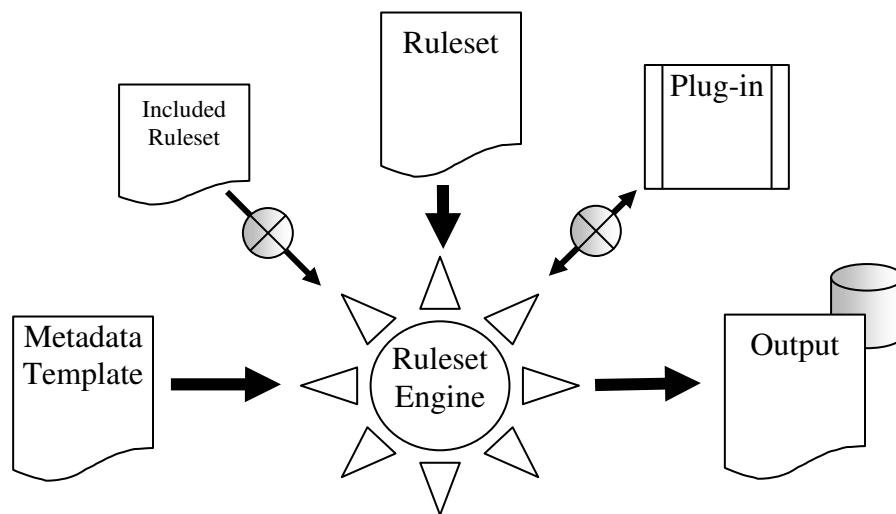 Ruleset
Included
Ruleset
Plug-in
Metadata
Template
Ruleset
Engine
Output